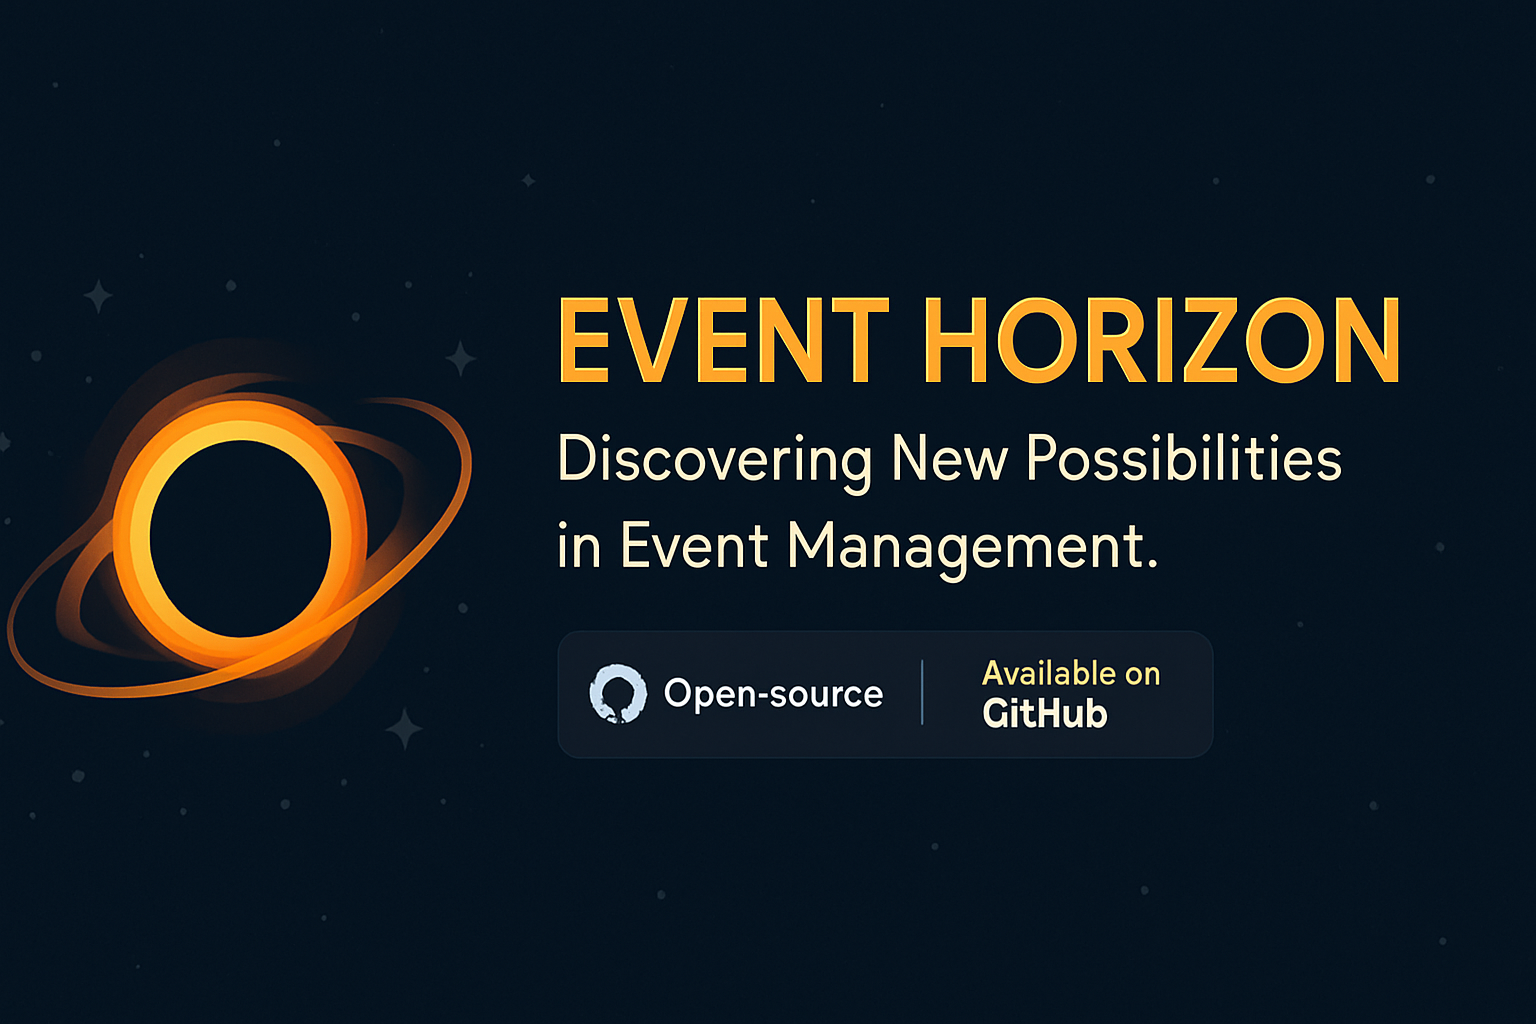 EVENT HORIZON
Discovering New Possibilities
in Event Management.
Open-source
Available on
GitHub